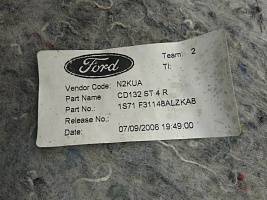 Ford
Team: 2
TI:
Vendor Code: N2KUA
Part Name CD132 ST 4 R
Part Number 1S71 F31148ALZKAB
Release No.:
Date: 07/09/2006 19:49:00